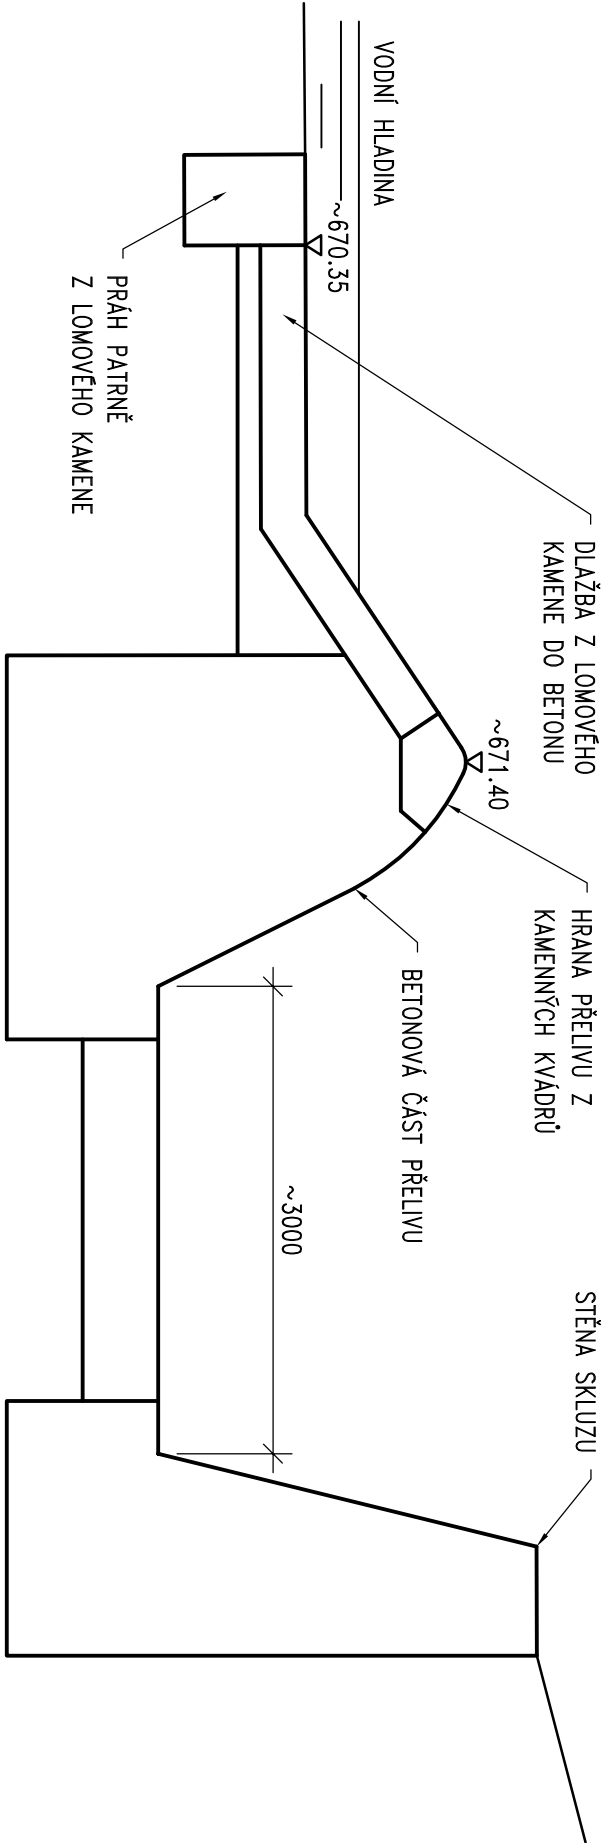 VODNÍ HLADINA
~670.35
PRÁH PATRNĚ
Z LOMOVÉHO KAMENE
DLAŽBA Z LOMOVÉHO
KAMENE DO BETONU
~671.40
HRANA PŘELIVU Z
KAMENNÝCH KVÁDRŮ
BETONOVÁ ČÁST PŘELIVU
~3000
STĚNA SKLUZU